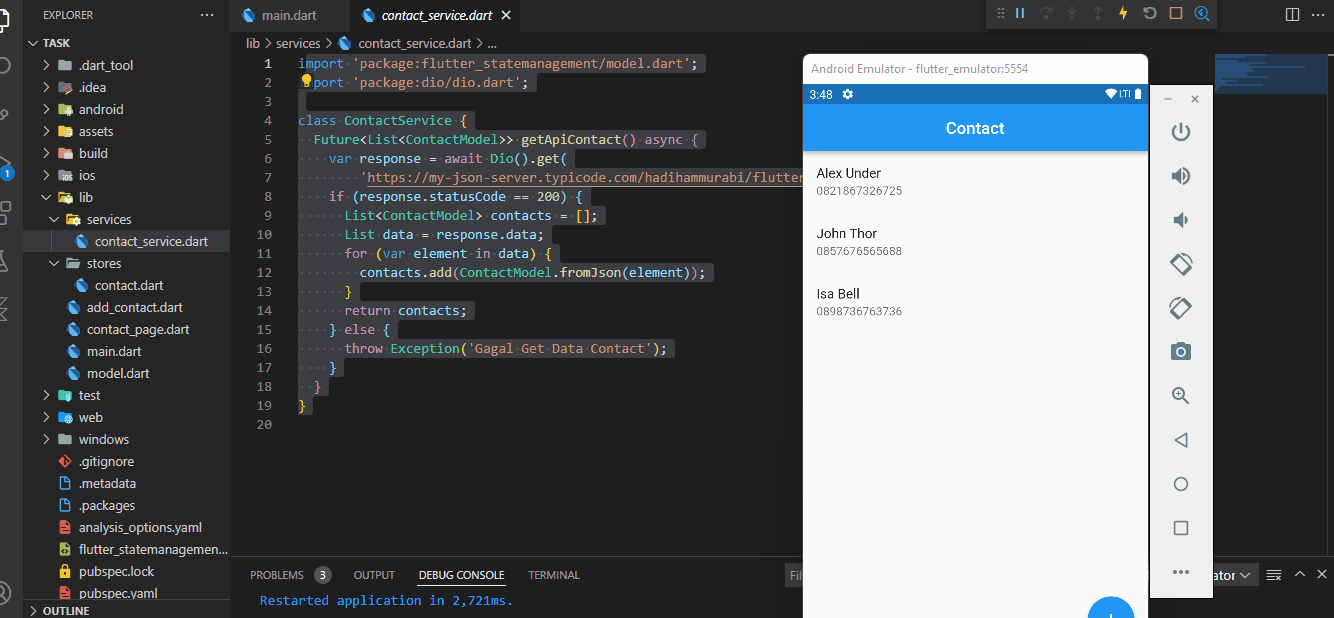 EXPLORER
TASK
.dart_tool
.idea
android
assets
build
ios
lib
services
contact_service.dart
stores
contact.dart
add_contact.dart
contact_page.dart
main.dart
model.dart
test
web
windows
.gitignore
.metadata
.packages
analysis_options.yaml
flutter_statemanagemen...
pubspec.lock
pubspec.yaml
OUTLINE
1
main.dart
contact_service.dart
lib > services > contact_service.dart > ...
1 import 'package:flutter_statemanagement/model.dart';
2 port 'package:dio/dio.dart';
3
4 class ContactService {
5 Future<List<ContactModel>> getApiContact() async {
6 var response = await Dio().get(
7 'https://my-json-server.typicode.com/hadihammurabi/flutter
8 if (response.statusCode == 200) {
9 List<ContactModel> contacts = [];
10 List data = response.data;
11 for (var element in data) {
12 contacts.add(ContactModel.fromJson(element));
13 }
14 return contacts;
15 } else {
16 throw Exception('Gagal Get Data Contact');
17 }
18 }
19 }
20
PROBLEMS 3 OUTPUT DEBUG CONSOLE TERMINAL
Restarted application in 2,721ms.
Android Emulator - flutter_emulator:5554
3:48
Contact
Alex Under
0821867326725
John Thor
0857676565688
Isa Bell
0898736763736